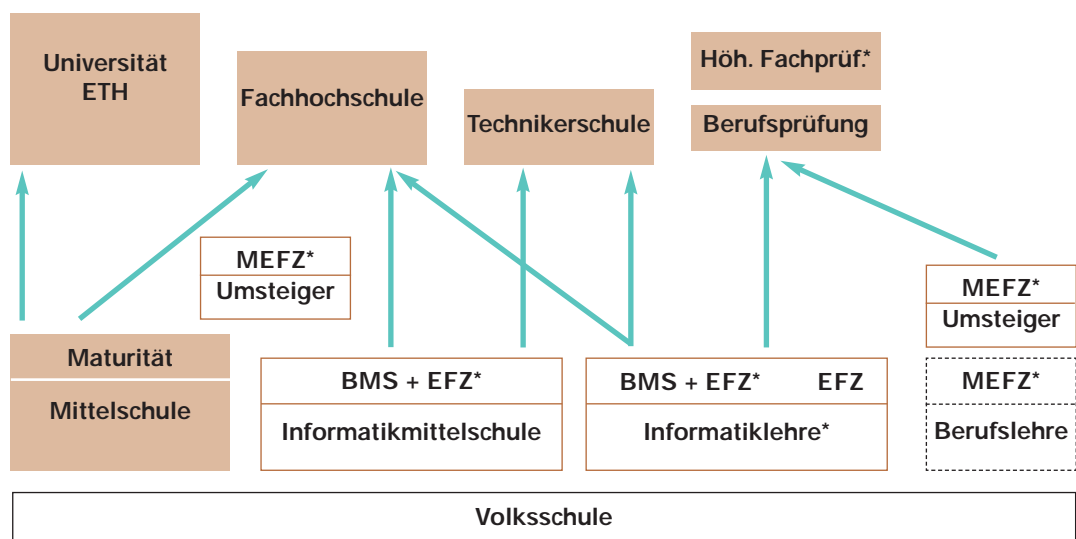 Universität
ETH
Fachhochschule
Technikerschule
Höh. Fachprüf.*
Berufsprüfung
MEFZ*
Umsteiger
MEFZ*
Umsteiger
Maturität
Mittelschule
BMS + EFZ*
Informatikmittelschule
BMS + EFZ* EFZ
Informatiklehre*
MEFZ*
Berufslehre
Volksschule